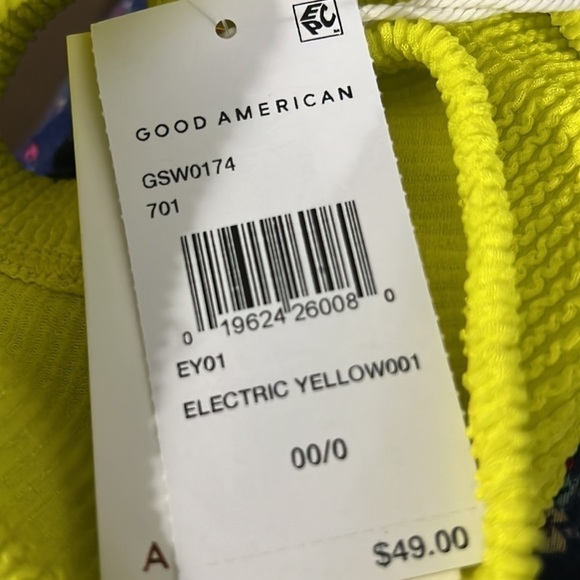 EPC
GOOD AMERICAN
GSW0174
701
0 19624 26008 0
EY01
ELECTRIC YELLOW001
00/0
A
$49.00